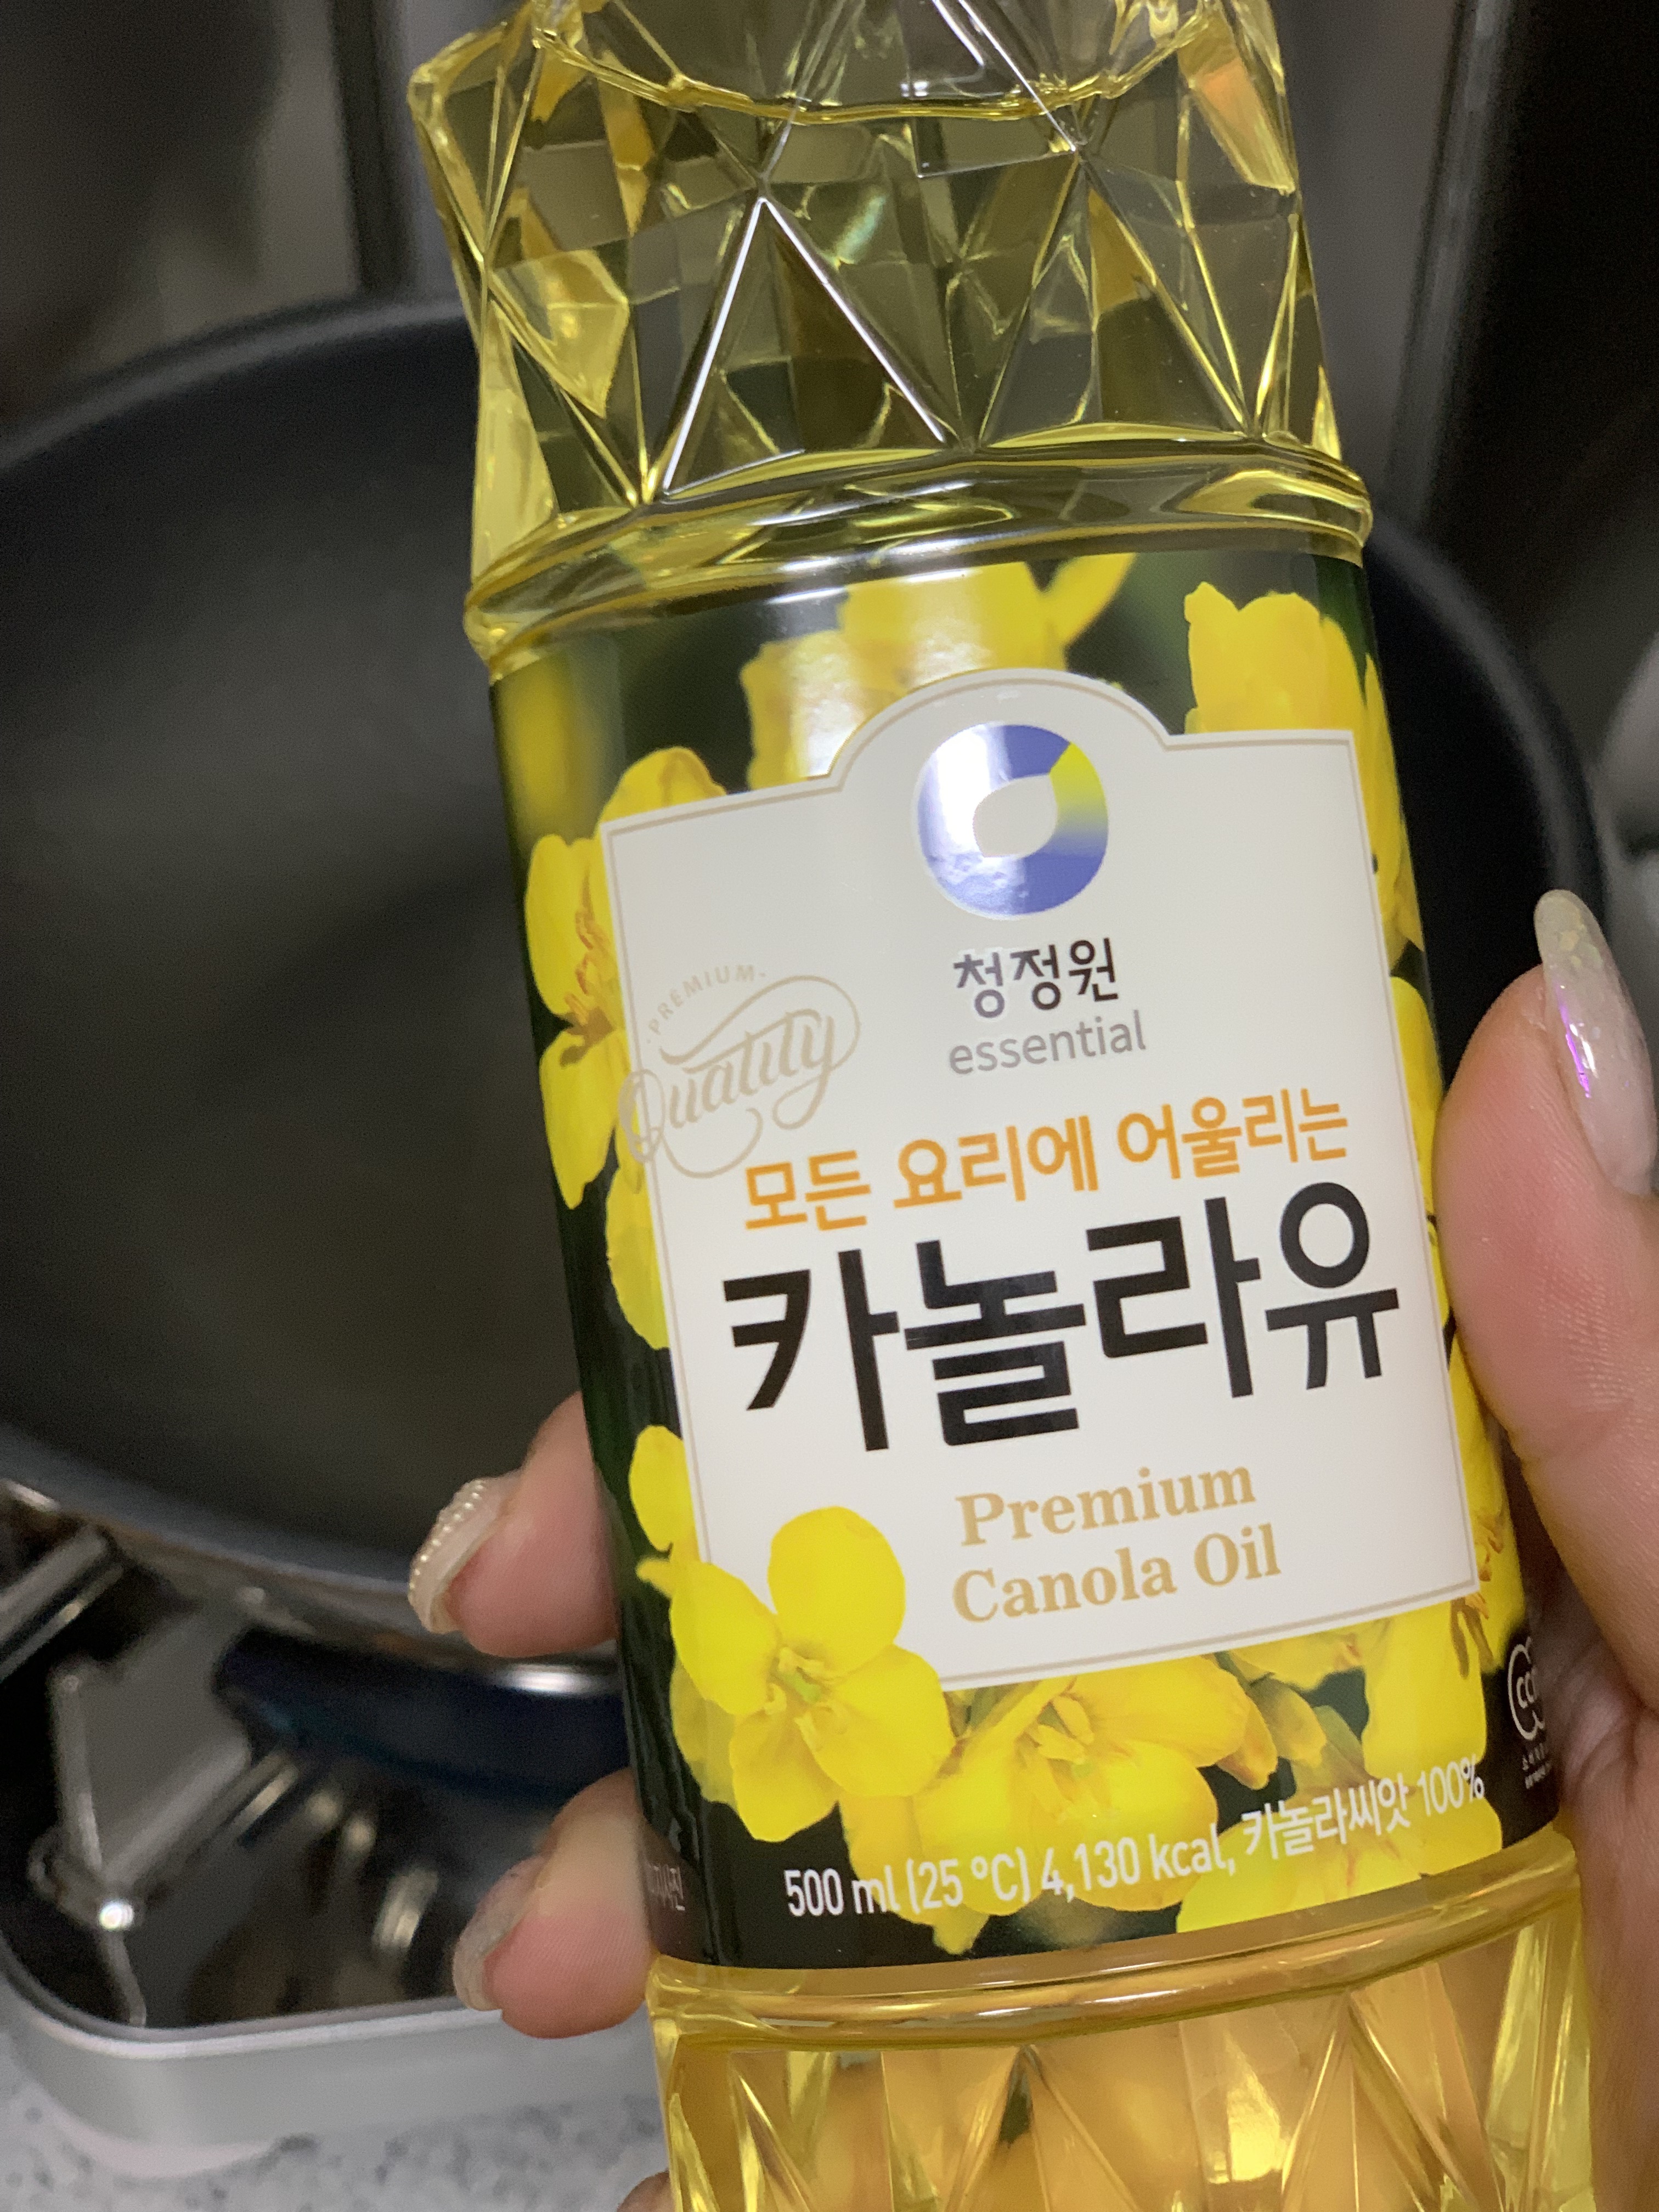 청정원
essential
PREMIUM
Quality
모든 요리에 어울리는
카놀라유
Premium
Canola Oil
500 ml (25 °C) 4,130 kcal, 카놀라씨앗 100%